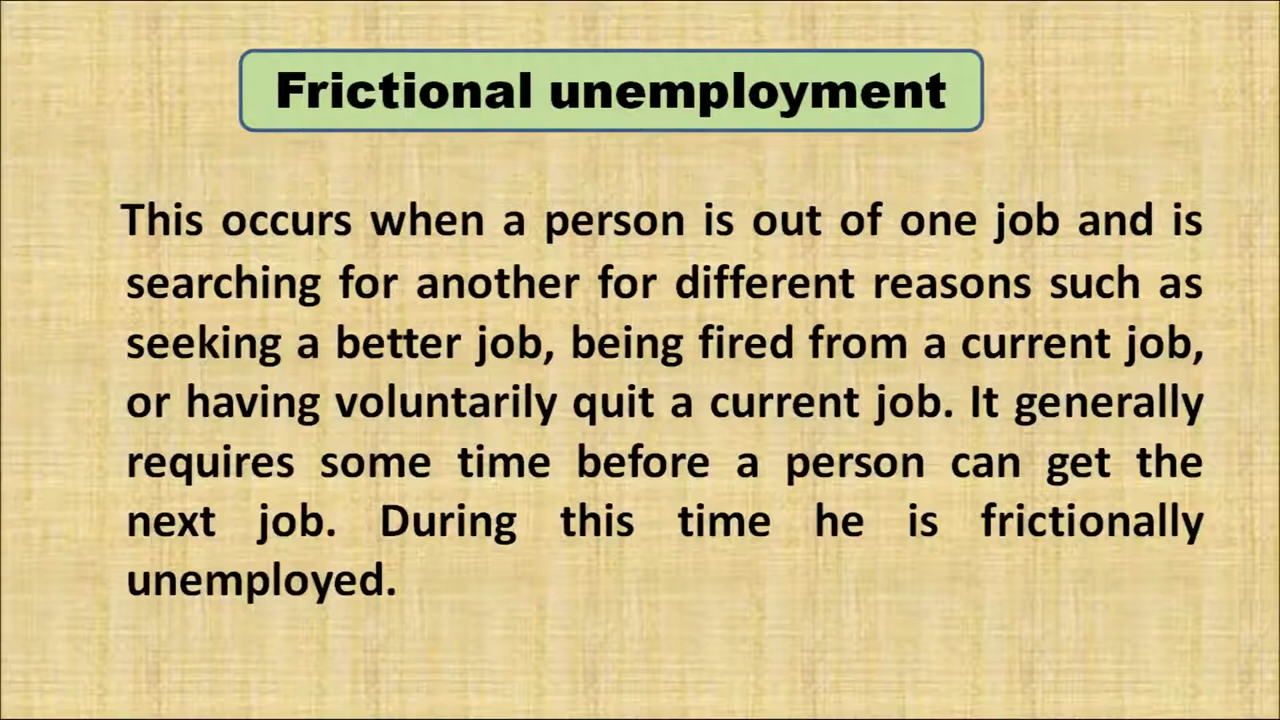 Frictional unemployment
This occurs when a person is out of one job and is
searching for another for different reasons such as
seeking a better job, being fired from a current job,
or having voluntarily quit a current job. It generally
requires some time before a person can get the
next job. During this time he is frictionally
unemployed.